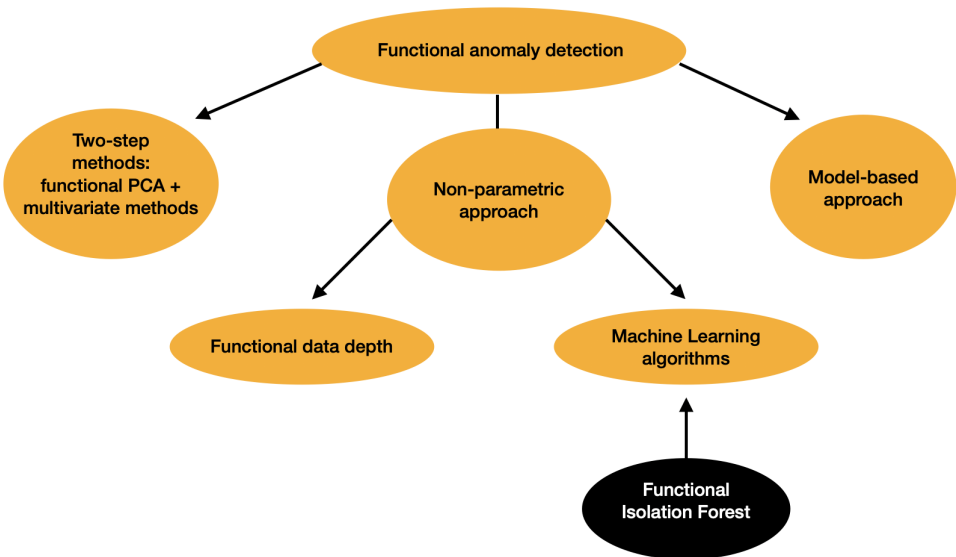 Functional anomaly detection
Two-step
methods:
functional PCA +
multivariate methods
Non-parametric
approach
Model-based
approach
Functional data depth
Machine Learning
algorithms
Functional
Isolation Forest